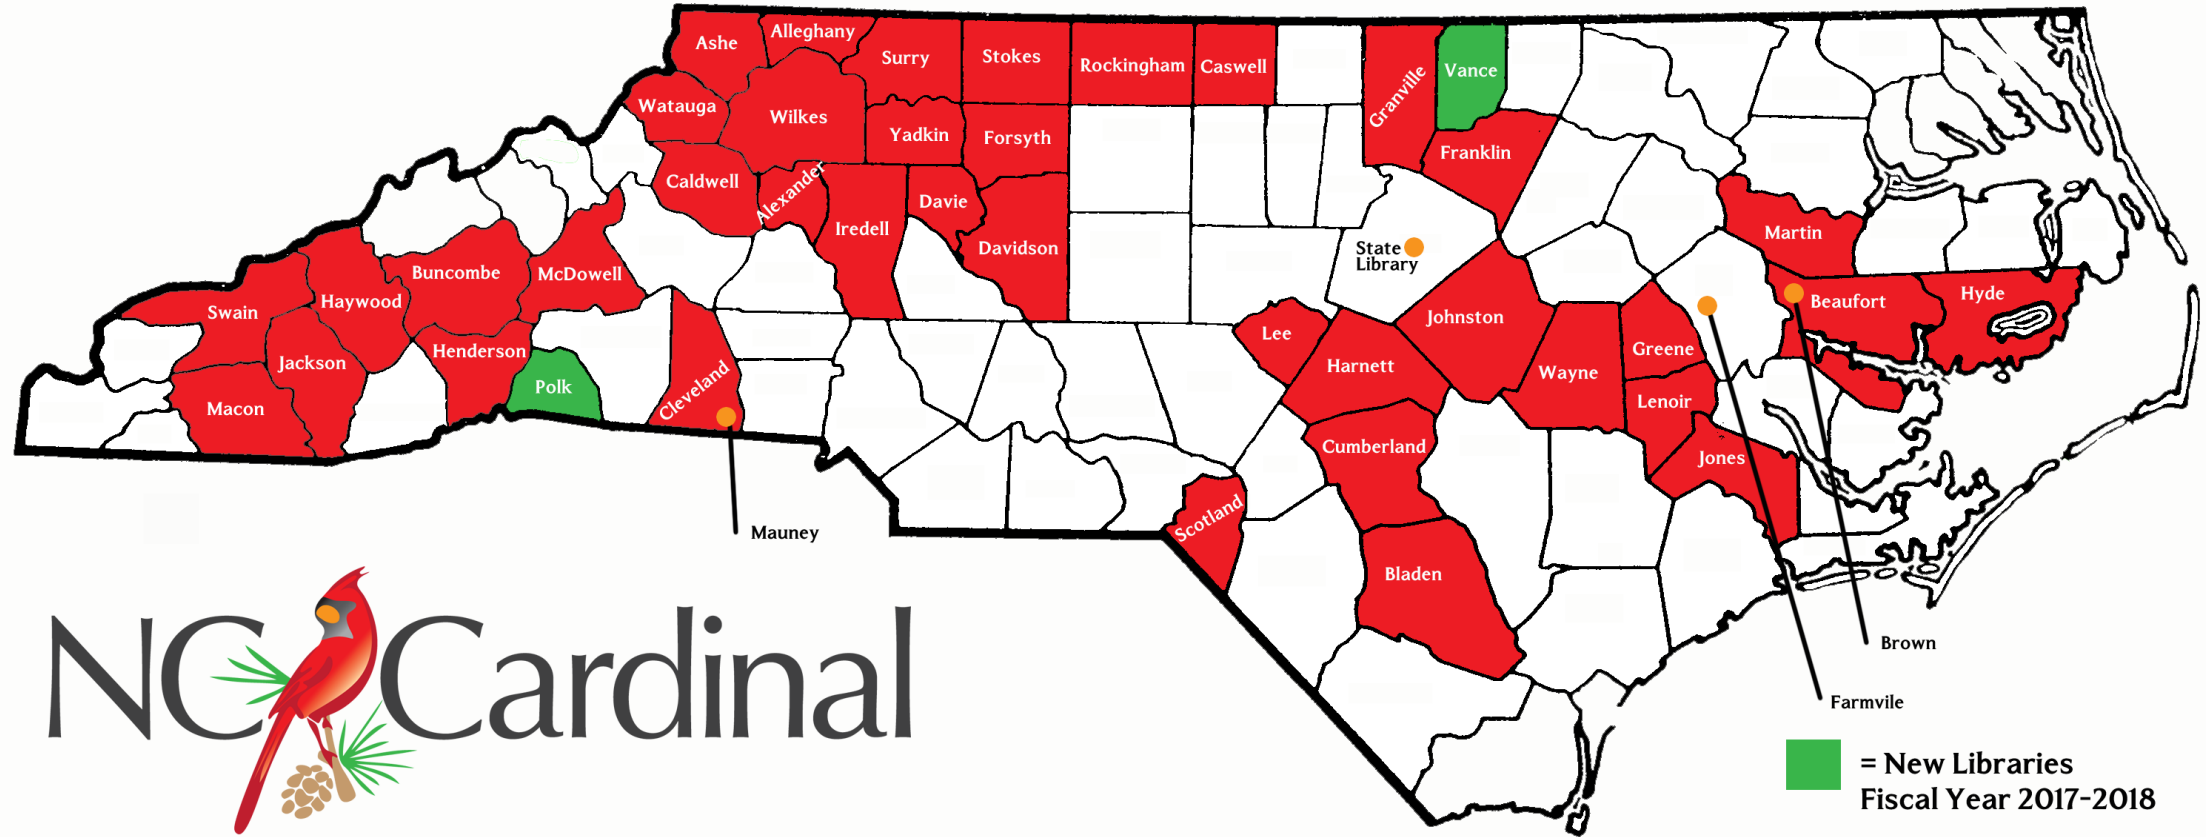 Ashe
Alleghany
Surry
Stokes
Rockingham
Caswell
Granville
Vance
Watauga
Wilkes
Yadkin
Forsyth
Franklin
Caldwell
Alexander
Iredell
Davie
Davidson
State
Library
Martin
Swain
Haywood
Buncombe
McDowell
Beaufort
Hyde
Jackson
Henderson
Polk
Cleveland
Lee
Harnett
Johnston
Wayne
Greene
Macon
Lenoir
Cumberland
Jones
Scotland
Mauney
Bladen
Brown
Farmvile
NC Cardinal
= New Libraries
Fiscal Year 2017-2018